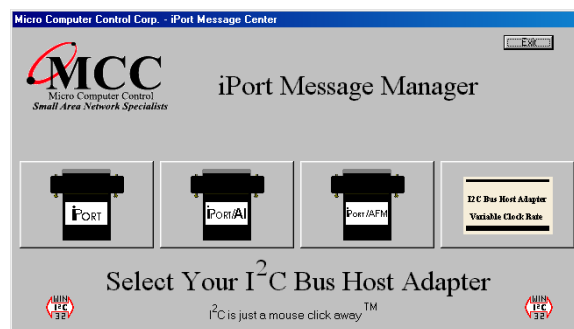 Micro Computer Control Corp. - iPort Message Center
Exit
MCC
Micro Computer Control
Small Area Network Specialists
iPort Message Manager
iPORT
iPORT/AI
iPORT/AFM
I2C Bus Host Adapter
Variable Clock Rate
Select Your I²C Bus Host Adapter
I²C is just a mouse click away™
WIN
I²C
32
WIN
I²C
32